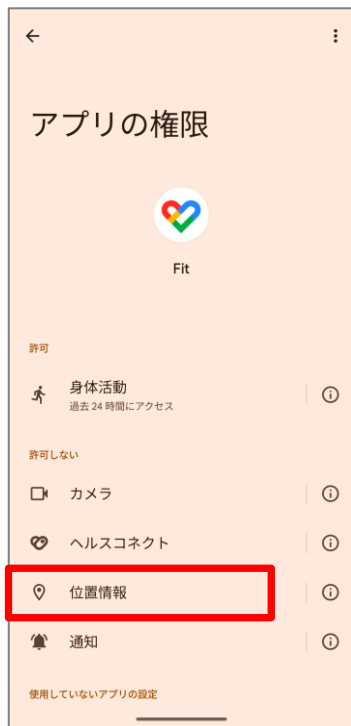 アプリの権限
Fit
許可
身体活動
過去 24 時間にアクセス
許可しない
カメラ
ヘルスコネクト
位置情報
通知
使用していないアプリの設定